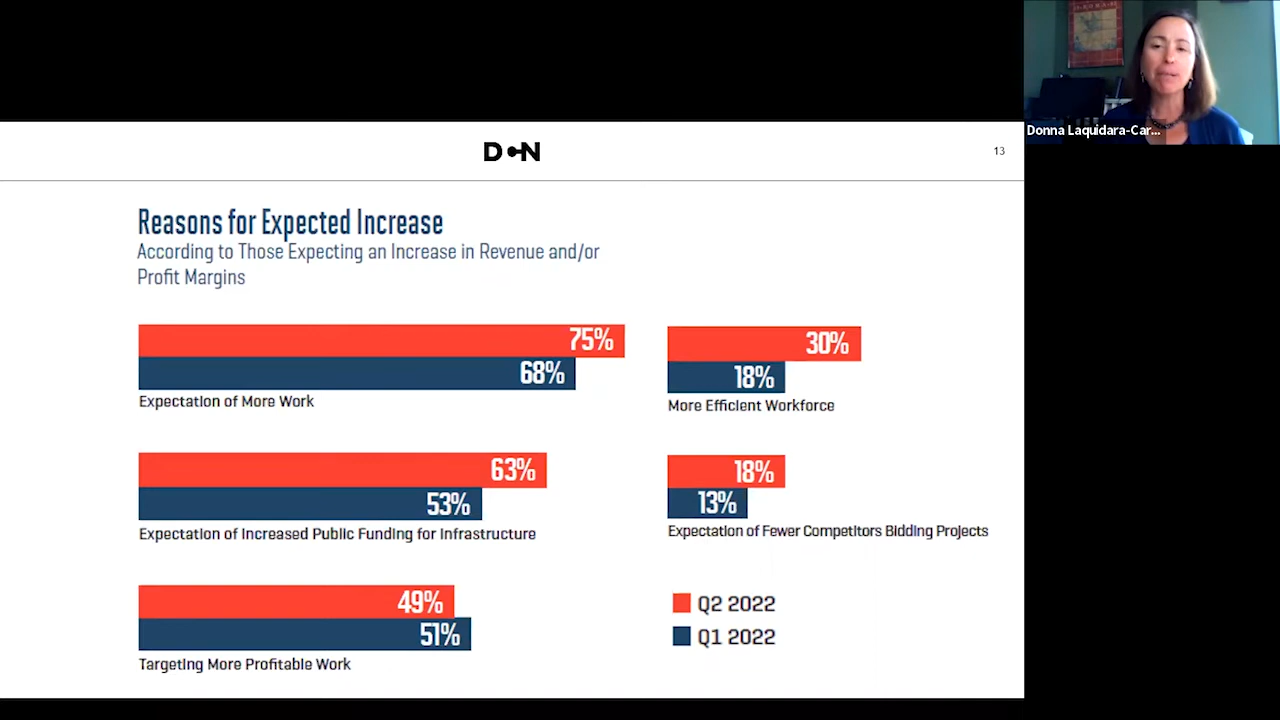 Donna Laquidara-Car...
D•N
13
Reasons for Expected Increase
According to Those Expecting an Increase in Revenue and/or
Profit Margins
75%
68%
Expectation of More Work
63%
53%
Expectation of Increased Public Funding for Infrastructure
49%
51%
Targeting More Profitable Work
30%
18%
More Efficient Workforce
18%
13%
Expectation of Fewer Competitors Bidding Projects
Q2 2022
Q1 2022